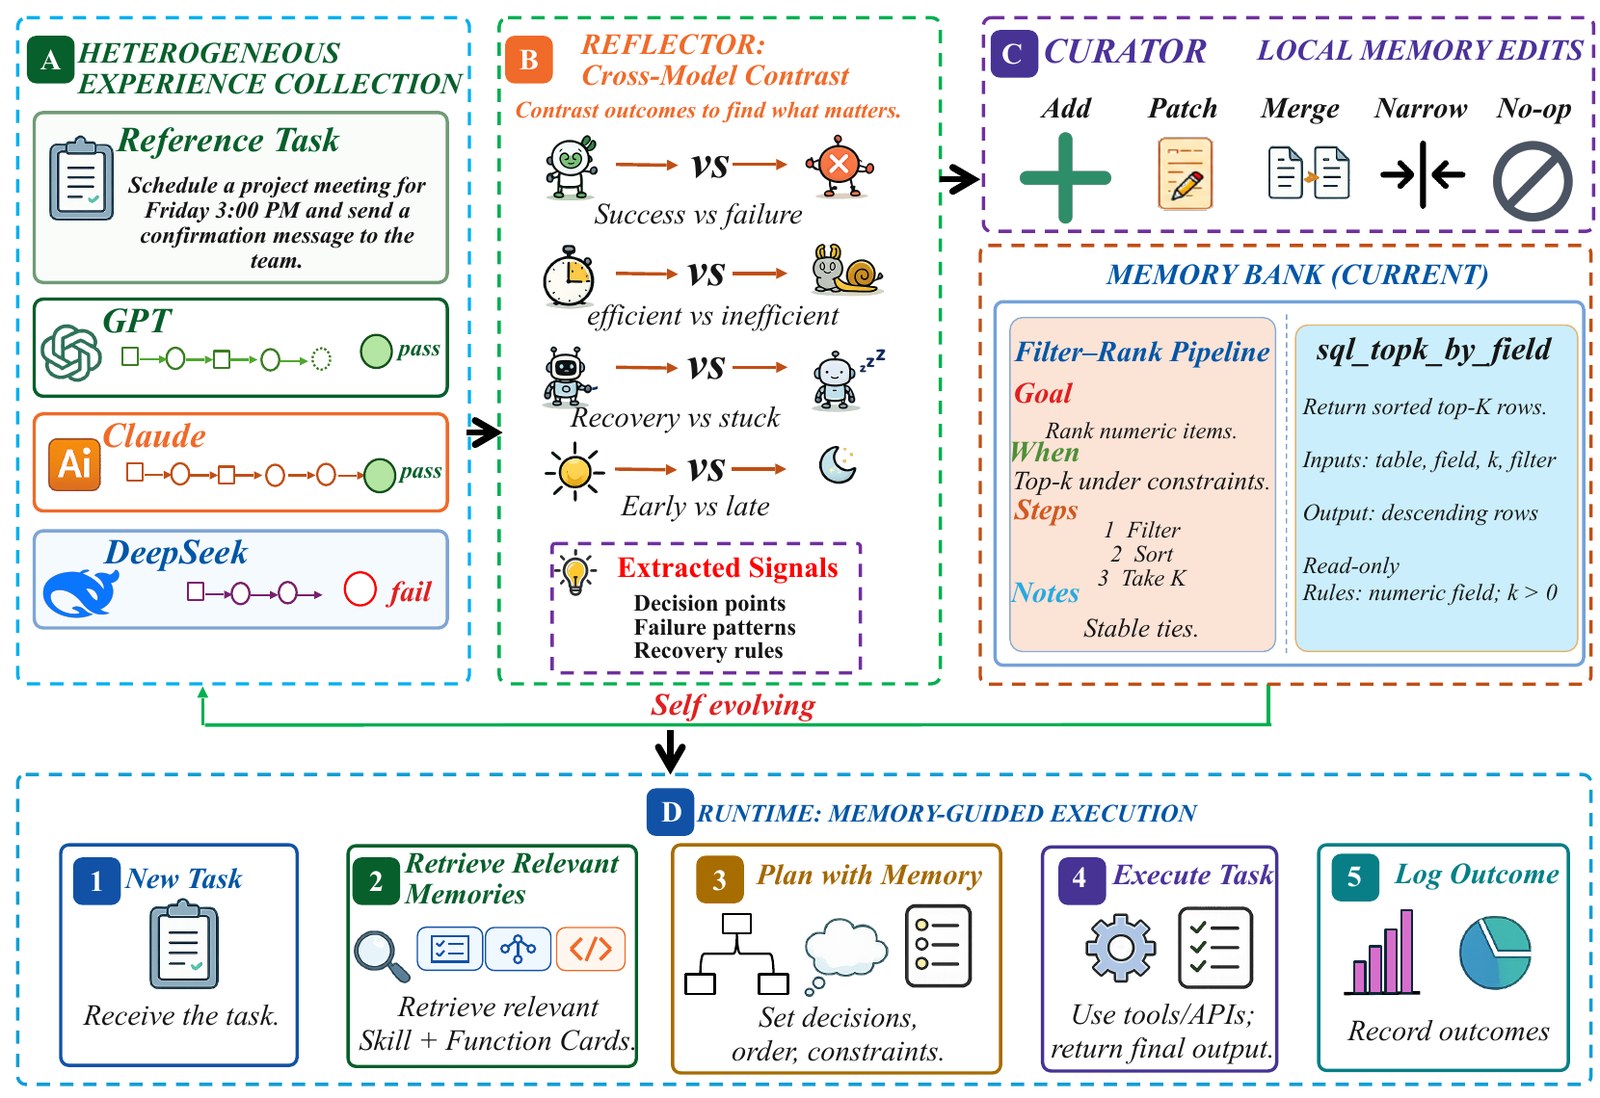 A
HETEROGENEOUS
EXPERIENCE COLLECTION
Reference Task
Schedule a project meeting for
Friday 3:00 PM and send a
confirmation message to the
team.
GPT
pass
Ai
Claude
pass
DeepSeek
fail
B
REFLECTOR:
Cross-Model Contrast
Contrast outcomes to find what matters.
vs
Success vs failure
vs
efficient vs inefficient
vs
zzZ
Recovery vs stuck
vs
Early vs late
Extracted Signals
Decision points
Failure patterns
Recovery rules
C
CURATOR
LOCAL MEMORY EDITS
Add
Patch
Merge
Narrow
No-op
MEMORY BANK (CURRENT)
Filter–Rank Pipeline
Goal
Rank numeric items.
When
Top-k under constraints.
Steps
1 Filter
2 Sort
3 Take K
Notes
Stable ties.
sql_topk_by_field
Return sorted top-K rows.
Inputs: table, field, k, filter
Output: descending rows
Read-only
Rules: numeric field; k > 0
Self evolving
D
RUNTIME: MEMORY-GUIDED EXECUTION
1
New Task
Receive the task.
2
Retrieve Relevant
Memories
</>
Retrieve relevant
Skill + Function Cards.
3
Plan with Memory
Set decisions,
order, constraints.
4
Execute Task
Use tools/APIs;
return final output.
5
Log Outcome
Record outcomes